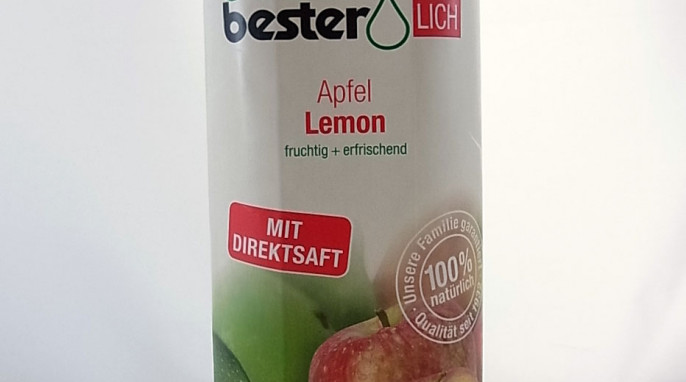 bester
LICH
Apfel
Lemon
fruchtig + erfrischend
MIT
DIREKTSAFT
Unsere Familie garantiert
100%
natürlich
· Qualität seit